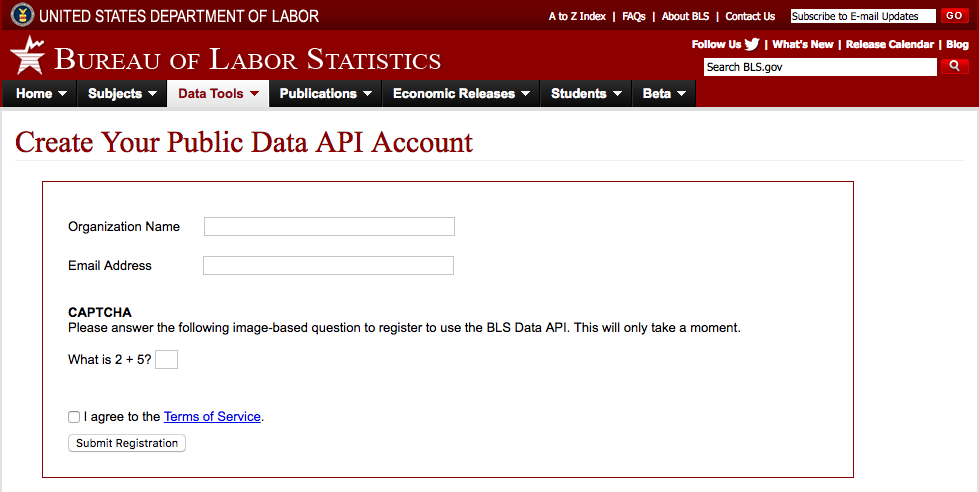 UNITED STATES DEPARTMENT OF LABOR
A to Z Index | FAQs | About BLS | Contact Us
Subscribe to E-mail Updates GO
Follow Us | What's New | Release Calendar | Blog
BUREAU OF LABOR STATISTICS
Search BLS.gov
Home Subjects Data Tools Publications Economic Releases Students Beta
Create Your Public Data API Account
Organization Name
Email Address
CAPTCHA
Please answer the following image-based question to register to use the BLS Data API. This will only take a moment.
What is 2 + 5?
I agree to the Terms of Service.
Submit Registration